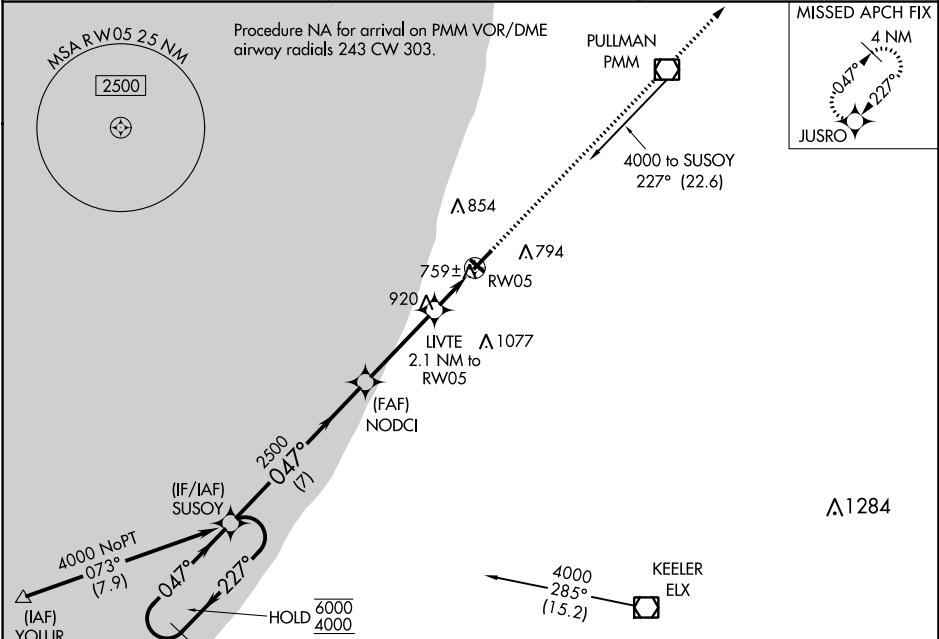 MSA RW05 25 NM
2500
Procedure NA for arrival on PMM VOR/DME
airway radials 243 CW 303.
PULLMAN
PMM
MISSED APCH FIX
4 NM
047°
227°
JUSRO
4000 to SUSOY
227° (22.6)
854
794
759±
RW05
920
LIVTE
2.1 NM to
RW05
1077
(FAF)
NODCI
2500
047°
(7)
(IF/IAF)
SUSOY
1284
4000 NoPT
073°
(7.9)
047°
227°
(IAF)
HOLD
6000
4000
4000
285°
(15.2)
KEELER
ELX